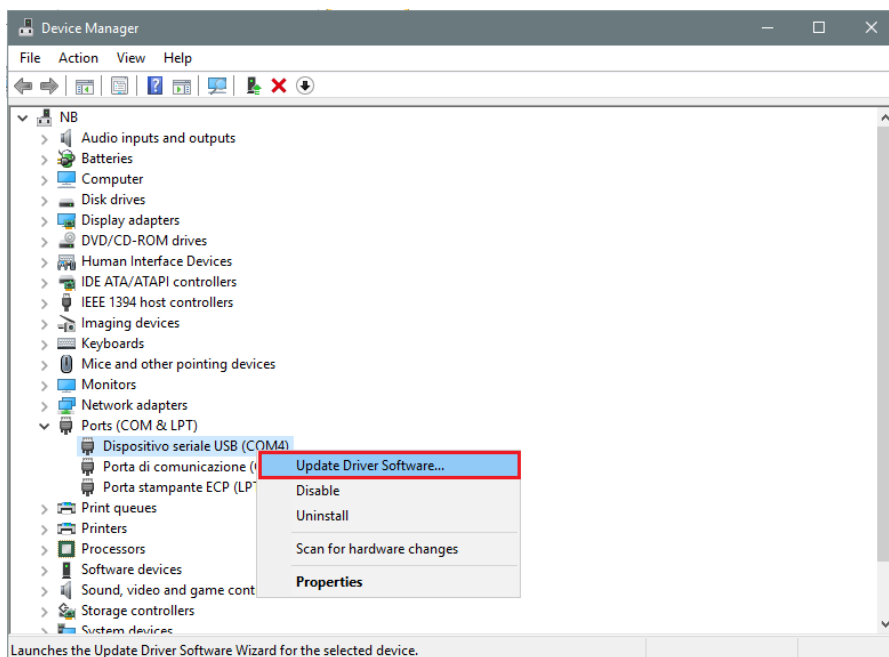 Device Manager
File Action View Help
NB
Audio inputs and outputs
Batteries
Computer
Disk drives
Display adapters
DVD/CD-ROM drives
Human Interface Devices
IDE ATA/ATAPI controllers
IEEE 1394 host controllers
Imaging devices
Keyboards
Mice and other pointing devices
Monitors
Network adapters
Ports (COM & LPT)
Dispositivo seriale USB (COM4)
Porta di comunicazione (
Porta stampante ECP (LP
Print queues
Printers
Processors
Software devices
Sound, video and game cont
Storage controllers
System devices
Update Driver Software...
Disable
Uninstall
Scan for hardware changes
Properties
Launches the Update Driver Software Wizard for the selected device.